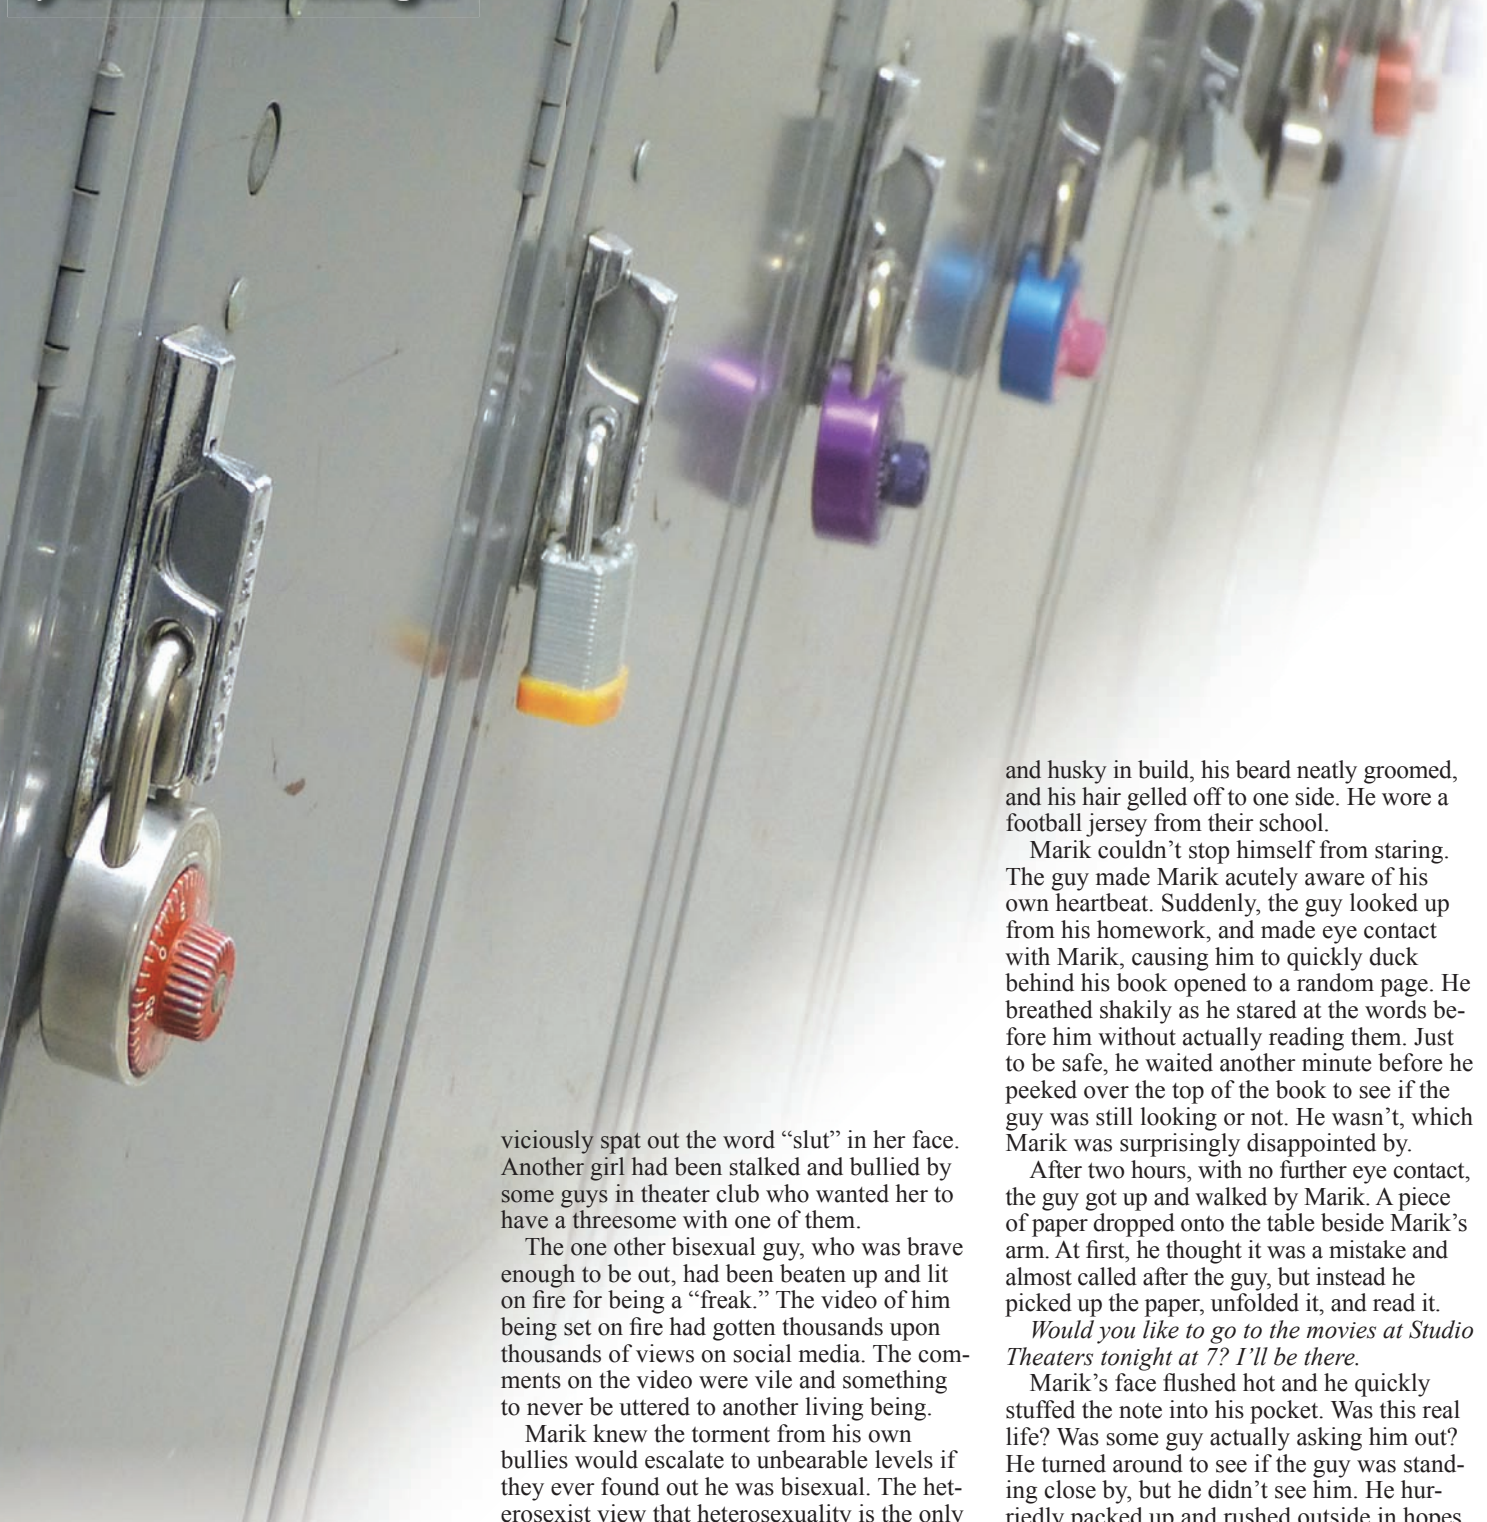 viciously spat out the word “slut” in her face.
Another girl had been stalked and bullied by
some guys in theater club who wanted her to
have a threesome with one of them.
The one other bisexual guy, who was brave
enough to be out, had been beaten up and lit
on fire for being a “freak.” The video of him
being set on fire had gotten thousands upon
thousands of views on social media. The com-
ments on the video were vile and something
to never be uttered to another living being.
Marik knew the torment from his own
bullies would escalate to unbearable levels if
they ever found out he was bisexual. The het-
erosexist view that heterosexuality is the only
and husky in build, his beard neatly groomed,
and his hair gelled off to one side. He wore a
football jersey from their school.
Marik couldn’t stop himself from staring.
The guy made Marik acutely aware of his
own heartbeat. Suddenly, the guy looked up
from his homework, and made eye contact
with Marik, causing him to quickly duck
behind his book opened to a random page. He
breathed shakily as he stared at the words be-
fore him without actually reading them. Just
to be safe, he waited another minute before he
peeked over the top of the book to see if the
guy was still looking or not. He wasn’t, which
Marik was surprisingly disappointed by.
After two hours, with no further eye contact,
the guy got up and walked by Marik. A piece
of paper dropped onto the table beside Marik’s
arm. At first, he thought it was a mistake and
almost called after the guy, but instead he
picked up the paper, unfolded it, and read it.
Would you like to go to the movies at Studio
Theaters tonight at 7? I’ll be there.
Marik’s face flushed hot and he quickly
stuffed the note into his pocket. Was this real
life? Was some guy actually asking him out?
He turned around to see if the guy was stand-
ing close by, but he didn’t see him. He hur-
riedly packed up and rushed outside in hopes